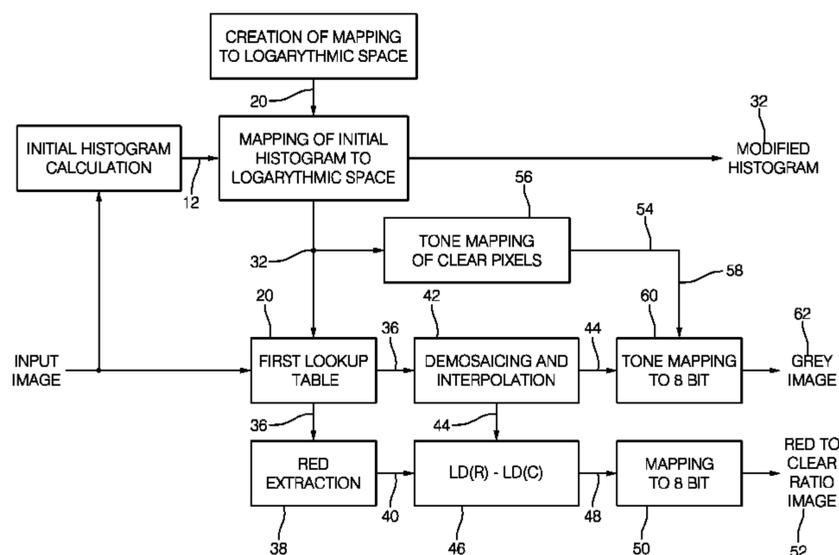 CREATION OF MAPPING
TO LOGARYTHMIC SPACE
20
32
INITIAL HISTOGRAM
CALCULATION
12
MAPPING OF INITIAL
HISTOGRAM TO
LOGARYTHMIC SPACE
MODIFIED
HISTOGRAM
56
54
32
TONE MAPPING
OF CLEAR PIXELS
58
20
36
42
44
60
62
INPUT
IMAGE
FIRST LOOKUP
TABLE
DEMOSAICING AND
INTERPOLATION
TONE MAPPING
TO 8 BIT
GREY
IMAGE
36
44
RED
EXTRACTION
40
LD(R) - LD(C)
48
MAPPING
TO 8 BIT
RED TO
CLEAR
RATIO
IMAGE
38
46
50
52